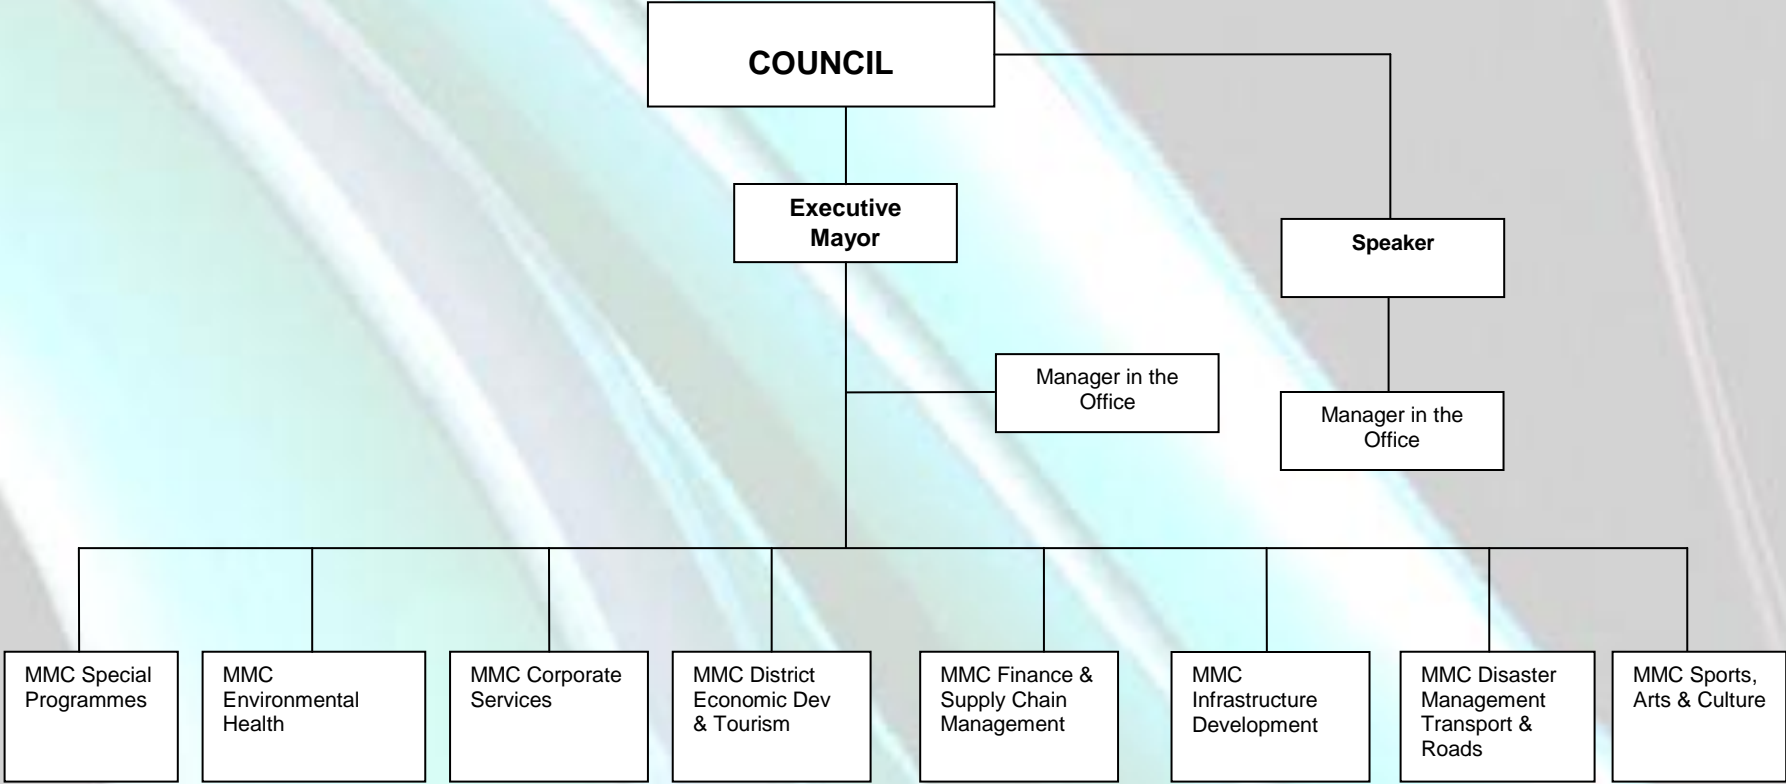 COUNCIL
Executive
Mayor
Speaker
Manager in the
Office
Manager in the
Office
MMC Special
Programmes
MMC
Environmental
Health
MMC Corporate
Services
MMC District
Economic Dev
& Tourism
MMC Finance &
Supply Chain
Management
MMC
Infrastructure
Development
MMC Disaster
Management
Transport &
Roads
MMC Sports,
Arts & Culture